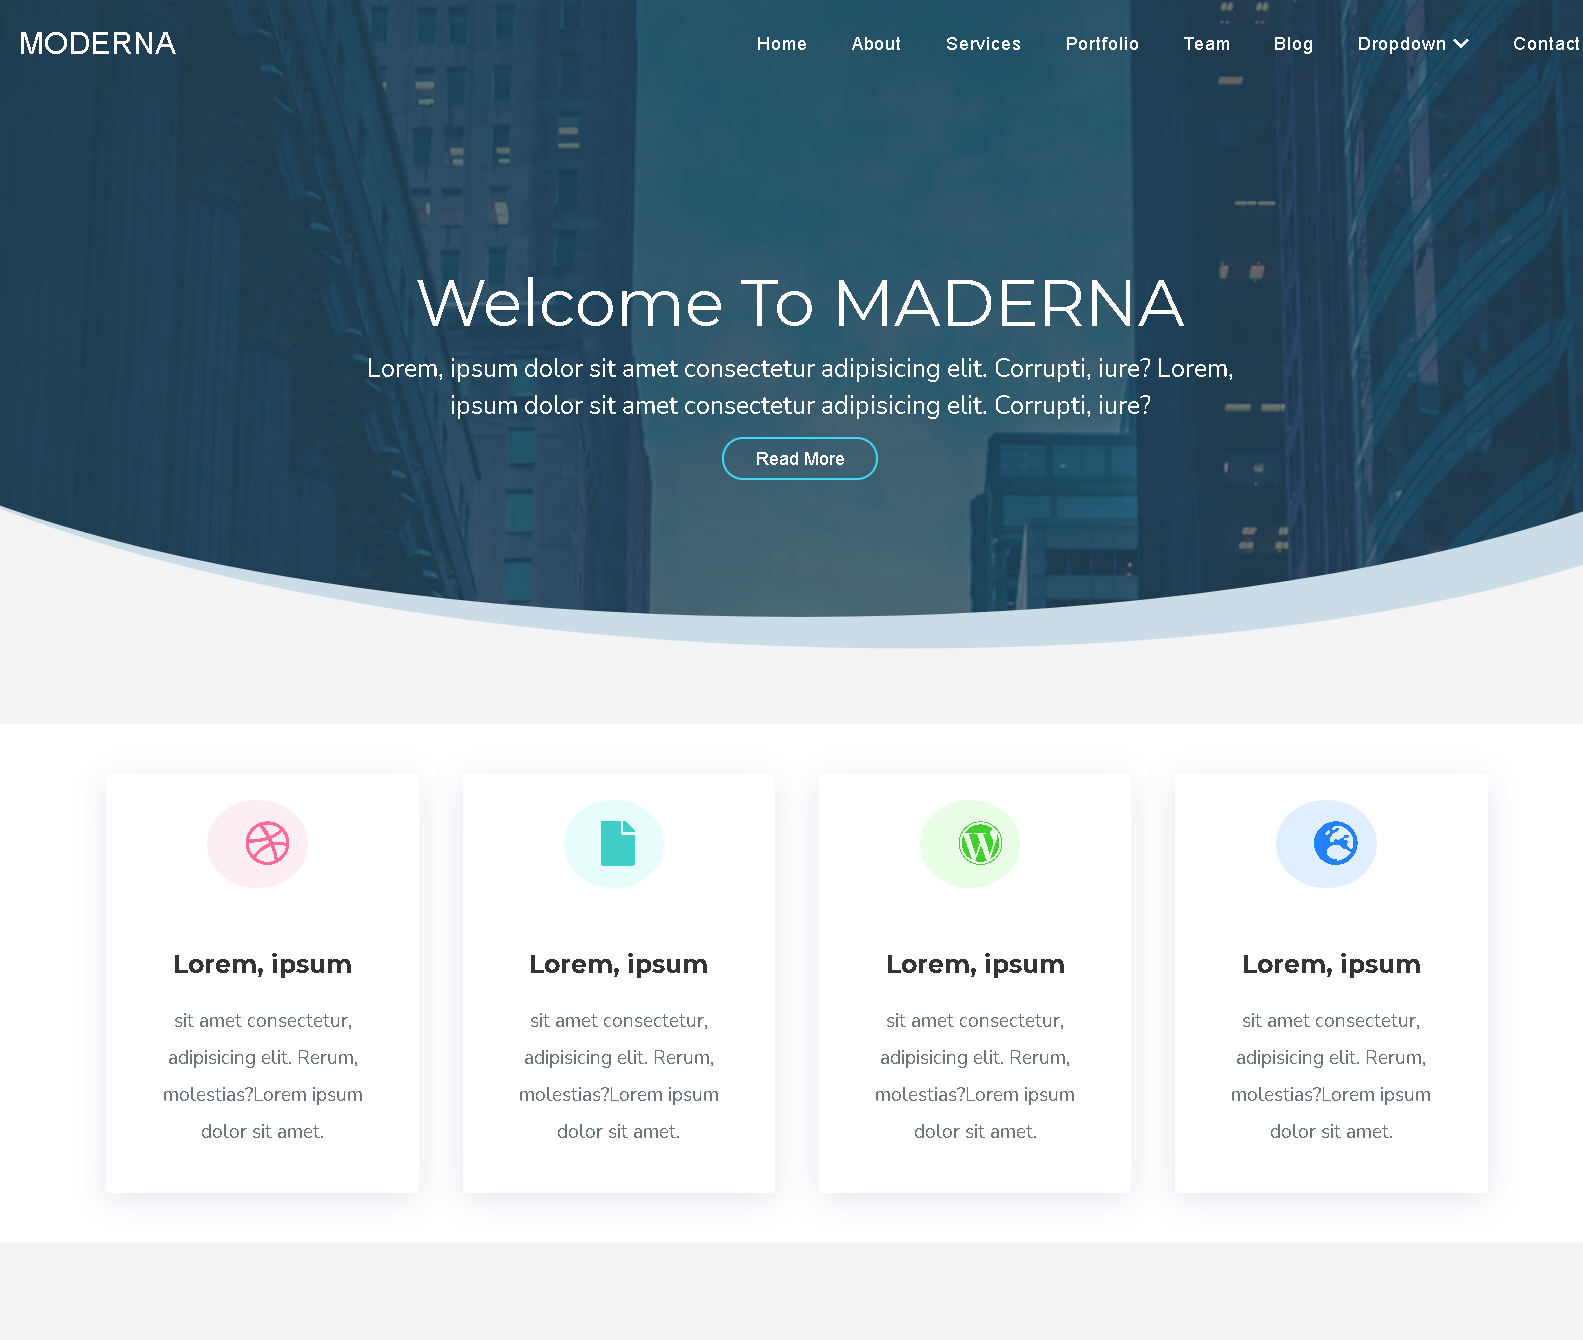 MODERNA
Home About Services Portfolio Team Blog Dropdown Contact
Welcome To MADERNA
Lorem, ipsum dolor sit amet consectetur adipisicing elit. Corrupti, iure? Lorem,
ipsum dolor sit amet consectetur adipisicing elit. Corrupti, iure?
Read More
Lorem, ipsum
sit amet consectetur,
adipisicing elit. Rerum,
molestias?Lorem ipsum
dolor sit amet.
Lorem, ipsum
sit amet consectetur,
adipisicing elit. Rerum,
molestias?Lorem ipsum
dolor sit amet.
Lorem, ipsum
sit amet consectetur,
adipisicing elit. Rerum,
molestias?Lorem ipsum
dolor sit amet.
Lorem, ipsum
sit amet consectetur,
adipisicing elit. Rerum,
molestias?Lorem ipsum
dolor sit amet.